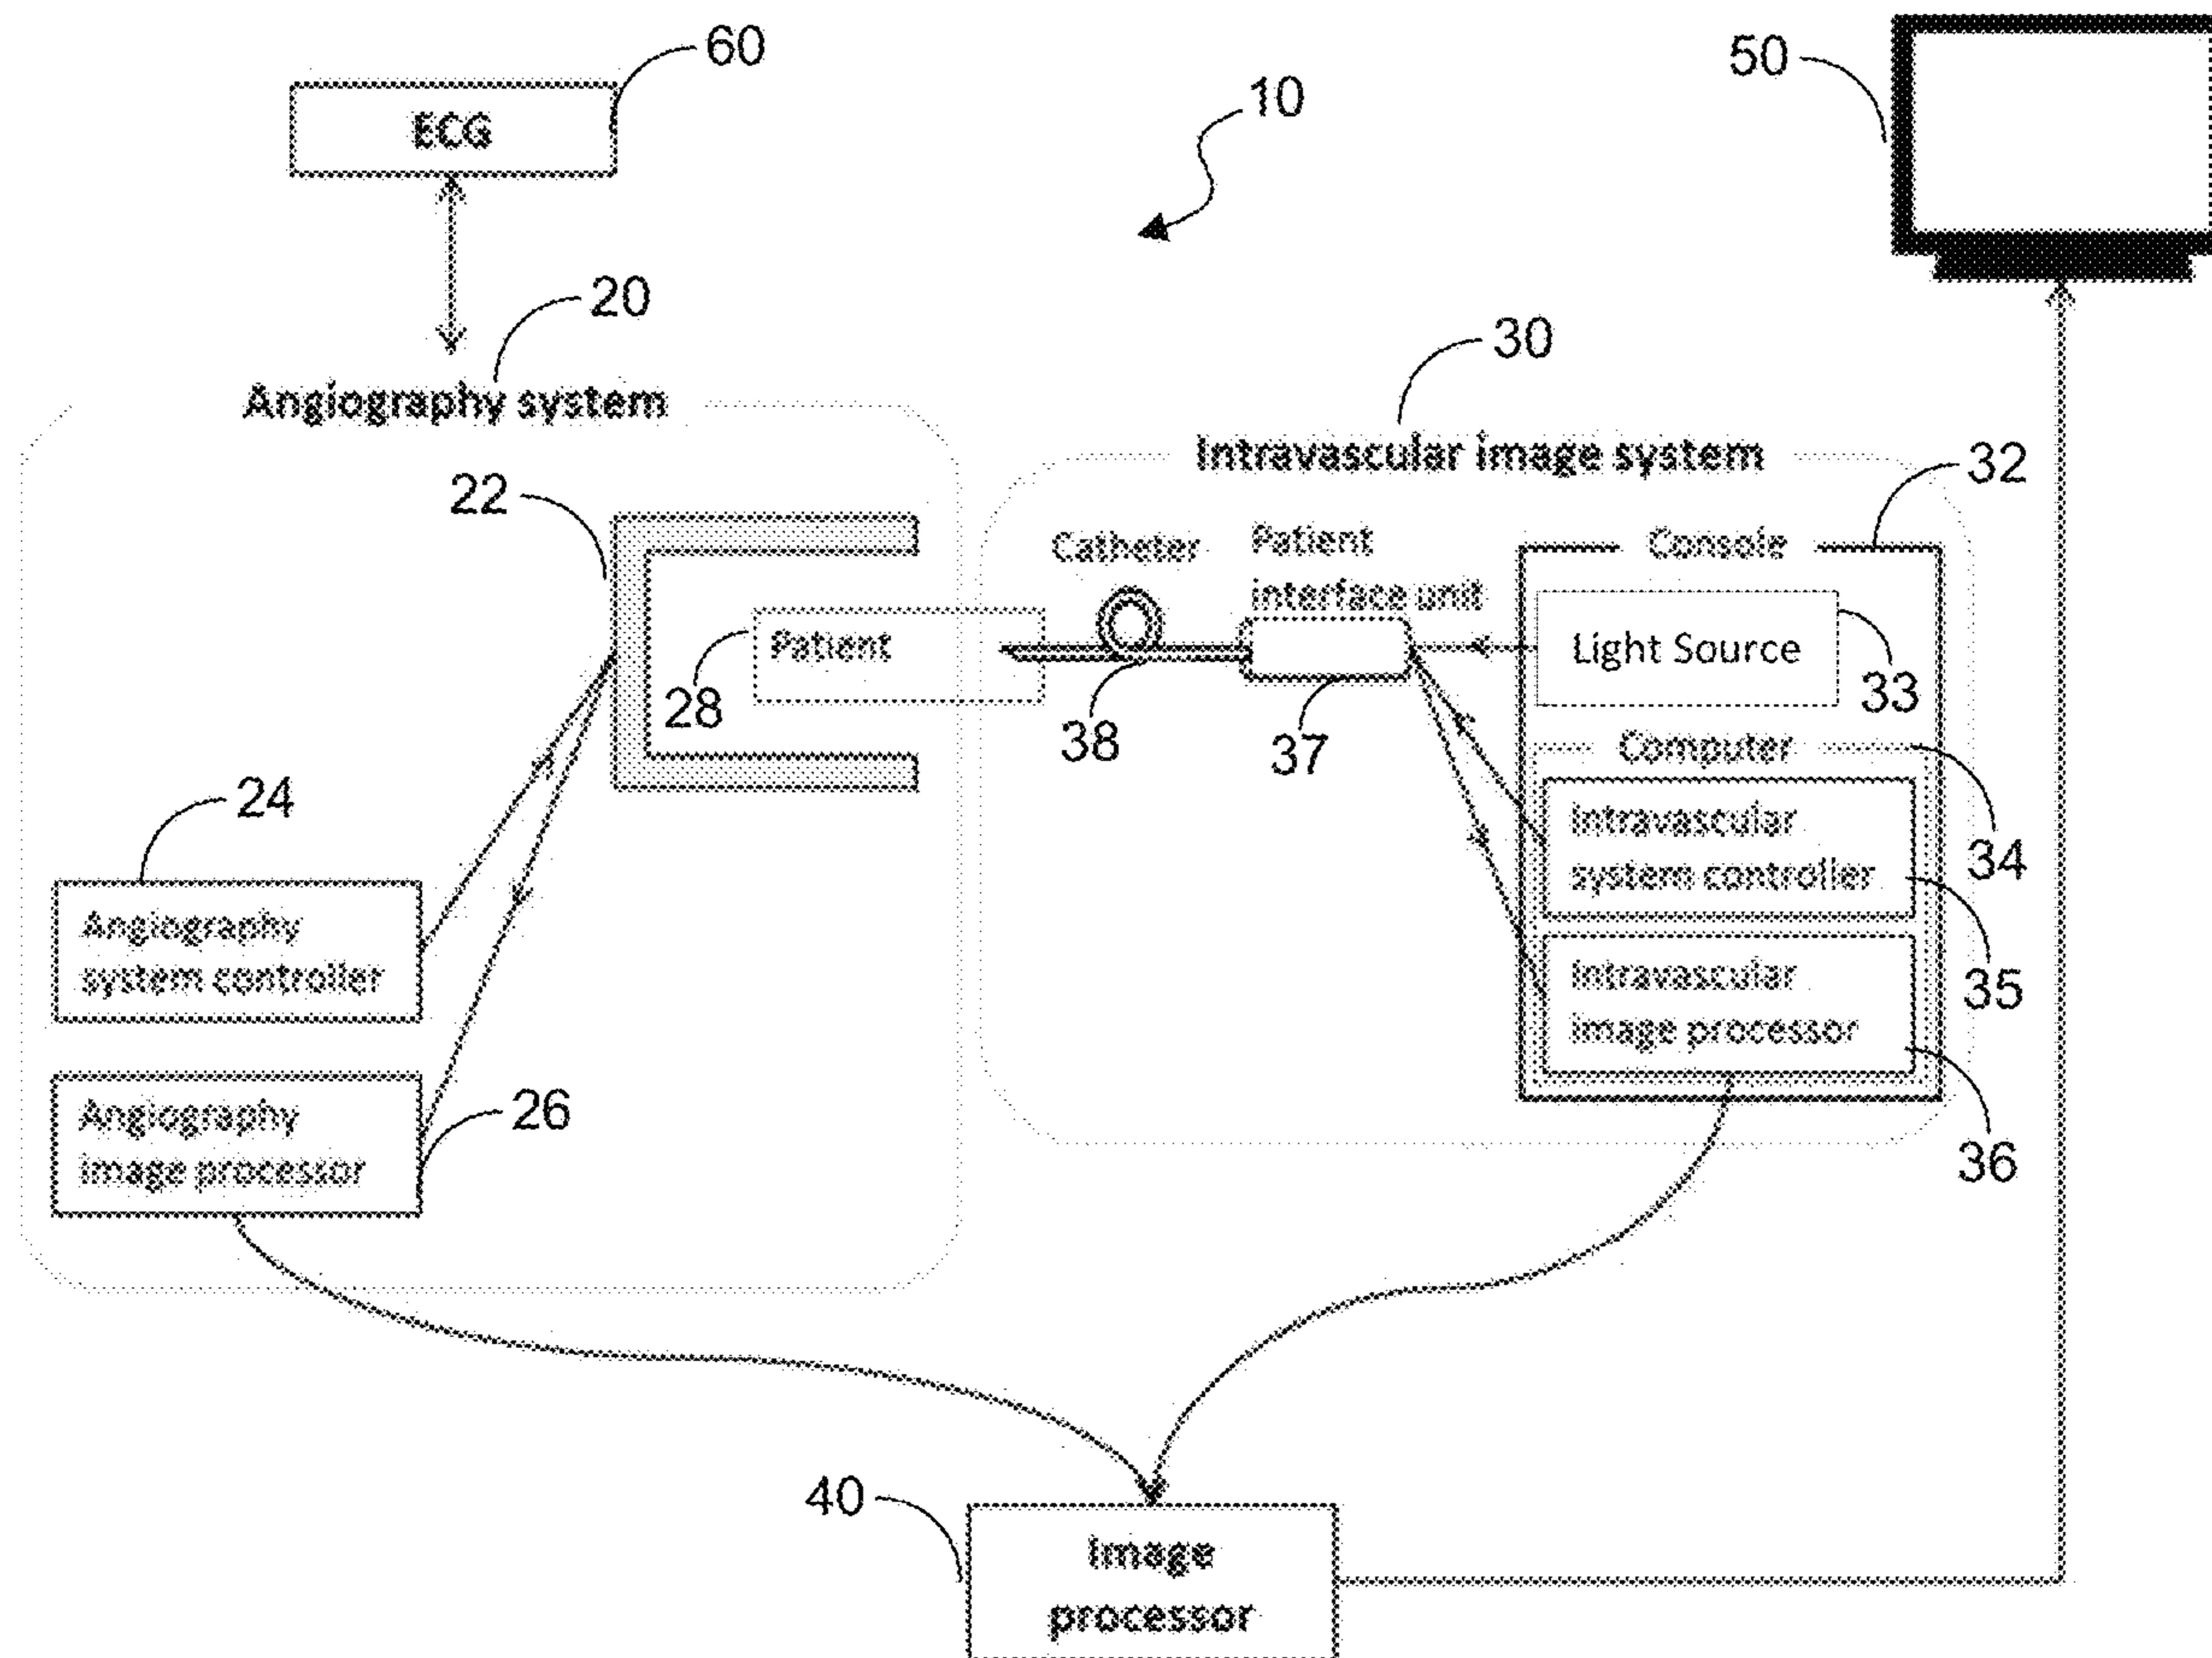 60
ECG
10
50
20
Angiography system
30
Intravascular image system
32
22
Catheter
Patient
interface unit
Console
Patient
28
38
37
Light Source
33
Computer
34
Intravascular
system controller
35
Intravascular
image processor
36
24
Angiography
system controller
Angiography
image processor
26
40
Image
processor